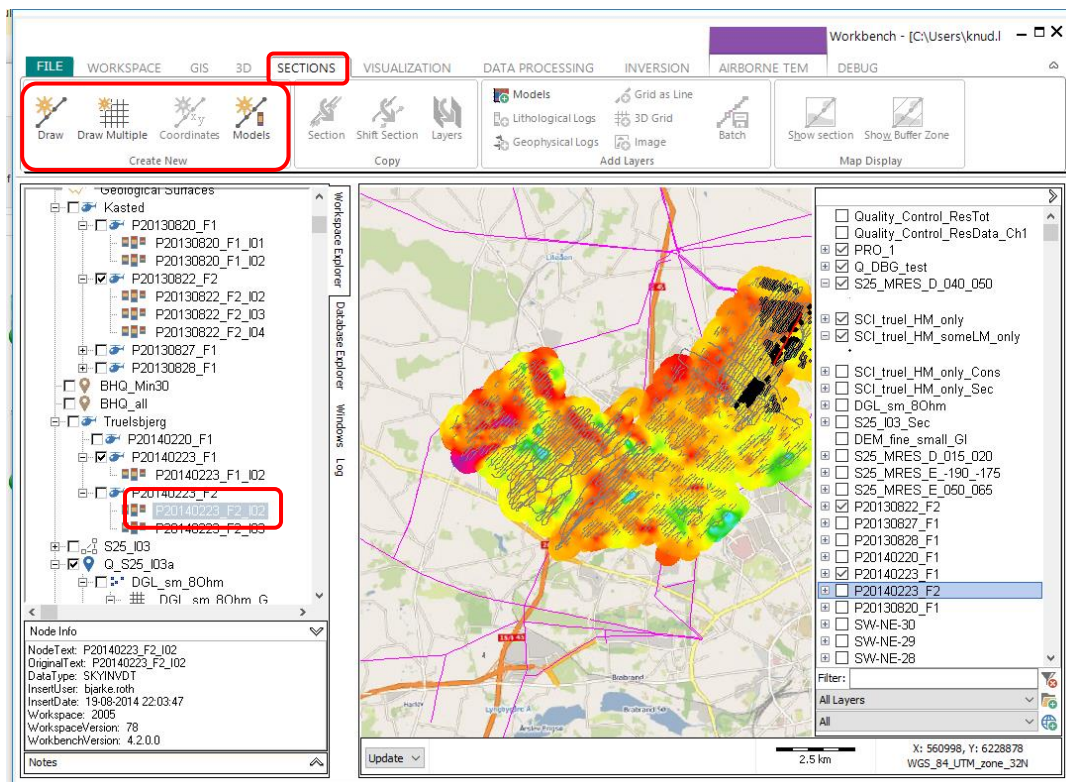 Workbench - [C:\Users\knud.l
FILE WORKSPACE GIS 3D SECTIONS VISUALIZATION DATA PROCESSING INVERSION AIRBORNE TEM DEBUG
Draw
Draw Multiple
Coordinates
Models
Create New
Section
Shift Section
Layers
Copy
Models
Lithological Logs
Geophysical Logs
Grid as Line
3D Grid
Image
Batch
Add Layers
Show section
Show Buffer Zone
Map Display
Geological Surfaces
Kasted
P20130820_F1
P20130820_F1_I01
P20130820_F1_I02
P20130822_F2
P20130822_F2_I02
P20130822_F2_I03
P20130822_F2_I04
P20130827_F1
P20130828_F1
BHQ_Min30
BHQ_all
Truelsbjerg
P20140220_F1
P20140223_F1
P20140223_F1_I02
P20140223_F2
P20140223_F2_I02
P20140223_F2_I03
S25_I03
Q_S25_I03a
DGL_sm_8Ohm
DGL_sm_8Ohm_G
Node Info
NodeText: P20140223_F2_I02
OriginalText: P20140223_F2_I02
DataType: SKYINVDT
InsertUser: bjarke.roth
InsertDate: 19-08-2014 22:03:47
Workspace: 2005
WorkspaceVersion: 78
WorkbenchVersion: 4.2.0.0
Notes
Workspace Explorer
Database Explorer
Windows
Log
Brabrand
Update
2.5 km
X: 560998, Y: 6228878
WGS_84_UTM_zone_32N
Quality_Control_ResTot
Quality_Control_ResData_Ch1
PRO_1
Q_DBG_test
S25_MRES_D_040_050
SCI_truel_HM_only
SCI_truel_HM_someLM_only
SCI_truel_HM_only_Cons
SCI_truel_HM_only_Sec
DGL_sm_8Ohm
S25_I03_Sec
DEM_fine_small_GI
S25_MRES_D_015_020
S25_MRES_E_-190_-175
S25_MRES_E_050_065
P20130822_F2
P20130827_F1
P20130828_F1
P20140220_F1
P20140223_F1
P20140223_F2
P20130820_F1
SW-NE-30
SW-NE-29
SW-NE-28
Filter:
All Layers
All